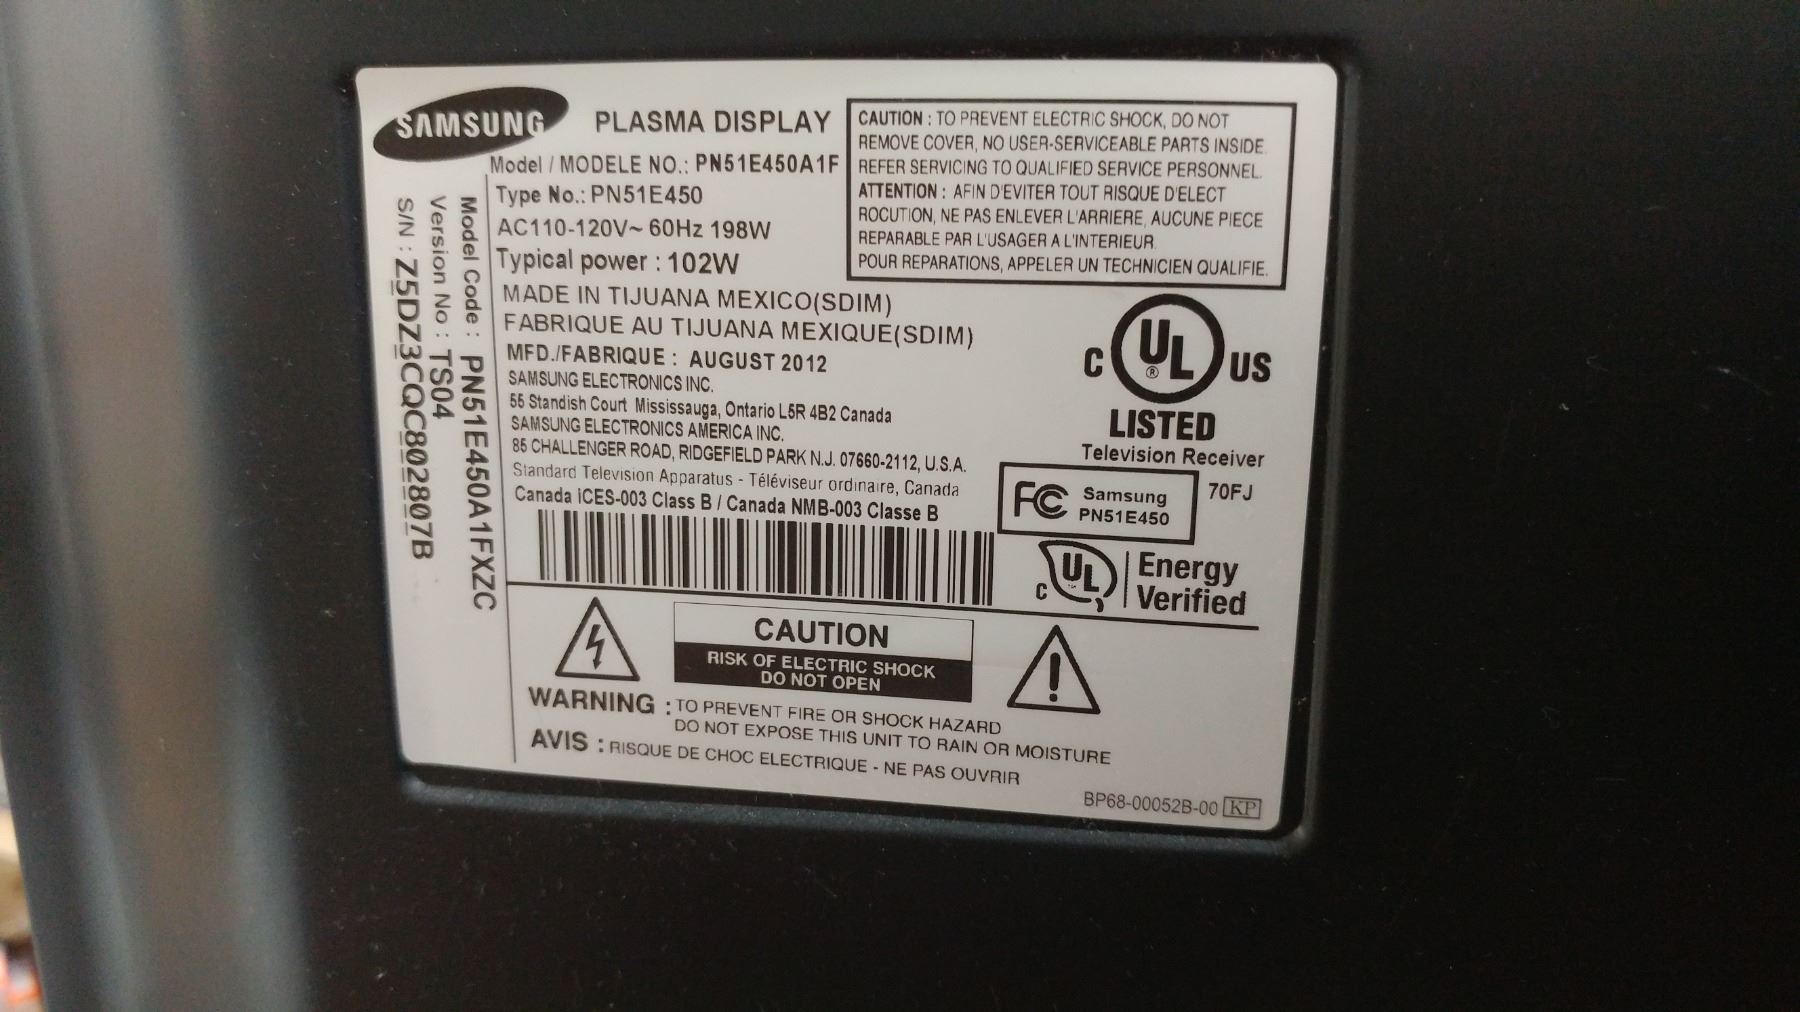 SAMSUNG
PLASMA DISPLAY
Model / MODELE NO.: PN51E450A1F
Type No.: PN51E450
AC110-120V~ 60Hz 198W
Typical power : 102W
MADE IN TIJUANA MEXICO(SDIM)
FABRIQUE AU TIJUANA MEXIQUE(SDIM)
MFD./FABRIQUE : AUGUST 2012
SAMSUNG ELECTRONICS INC.
55 Standish Court Mississauga, Ontario L5R 4B2 Canada
SAMSUNG ELECTRONICS AMERICA INC.
85 CHALLENGER ROAD, RIDGEFIELD PARK N.J. 07660-2112, U.S.A.
Standard Television Apparatus - Téléviseur ordinaire, Canada
Canada iCES-003 Class B / Canada NMB-003 Classe B
Model Code : PN51E450A1FXZC
Version No : TS04
S/N : Z5DZ3CQC802807B
CAUTION : TO PREVENT ELECTRIC SHOCK, DO NOT
REMOVE COVER, NO USER-SERVICEABLE PARTS INSIDE.
REFER SERVICING TO QUALIFIED SERVICE PERSONNEL.
ATTENTION : AFIN D'EVITER TOUT RISQUE D'ELECT
ROCUTION, NE PAS ENLEVER L'ARRIERE, AUCUNE PIECE
REPARABLE PAR L'USAGER A L'INTERIEUR.
POUR REPARATIONS, APPELER UN TECHNICIEN QUALIFIE.
C UL ® US
LISTED
Television Receiver
FC Samsung
PN51E450
70FJ
C UL Energy
Verified
CAUTION
RISK OF ELECTRIC SHOCK
DO NOT OPEN
WARNING : TO PREVENT FIRE OR SHOCK HAZARD
DO NOT EXPOSE THIS UNIT TO RAIN OR MOISTURE
AVIS : RISQUE DE CHOC ELECTRIQUE - NE PAS OUVRIR
BP68-00052B-00 KP